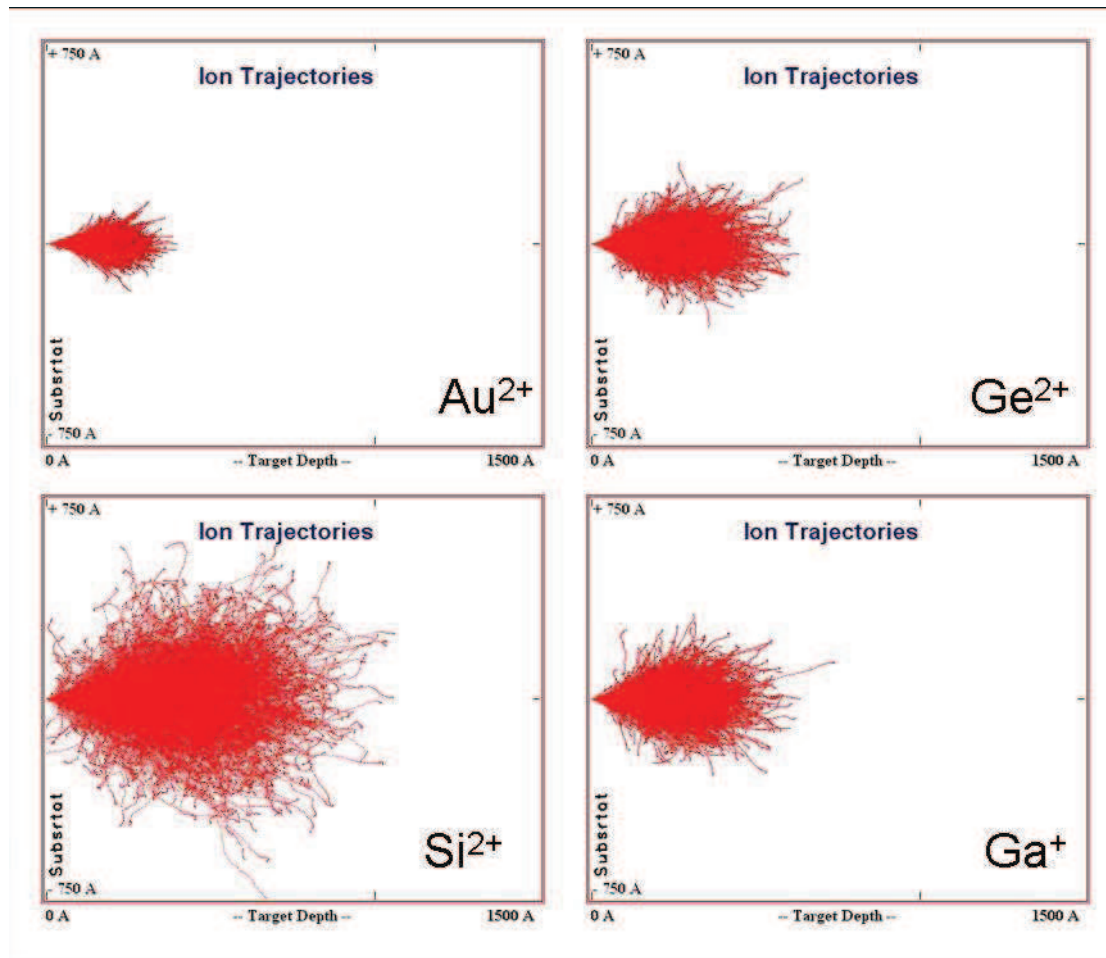 + 750 A
Ion Trajectories
Subsrtat
Au²⁺
- 750 A
0 A -- Target Depth -- 1500 A
+ 750 A
Ion Trajectories
Subsrtat
Ge²⁺
- 750 A
0 A -- Target Depth -- 1500 A
+ 750 A
Ion Trajectories
Subsrtat
Si²⁺
- 750 A
0 A -- Target Depth -- 1500 A
+ 750 A
Ion Trajectories
Subsrtat
Ga⁺
- 750 A
0 A -- Target Depth -- 1500 A